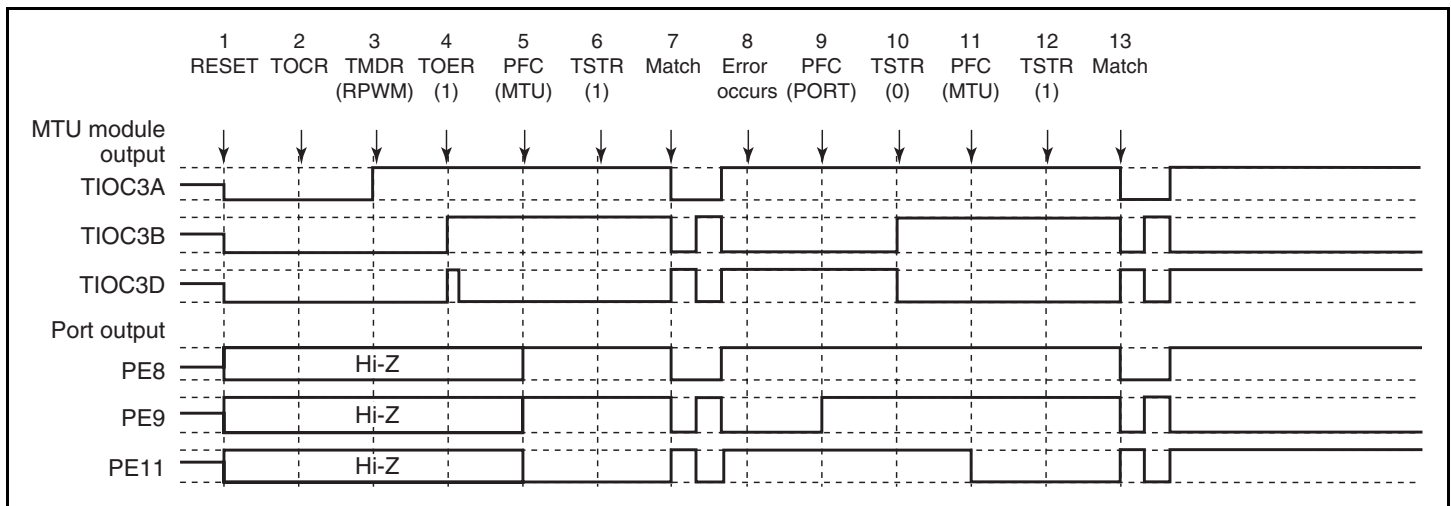 1 2 3 4 5 6 7 8 9 10 11 12 13
RESET TOCR TMDR TOER PFC TSTR Match Error PFC TSTR PFC TSTR Match
(RPWM) (1) (MTU) (1) occurs (PORT) (0) (MTU) (1)
MTU module
output
TIOC3A
TIOC3B
TIOC3D
Port output
PE8 Hi-Z
PE9 Hi-Z
PE11 Hi-Z